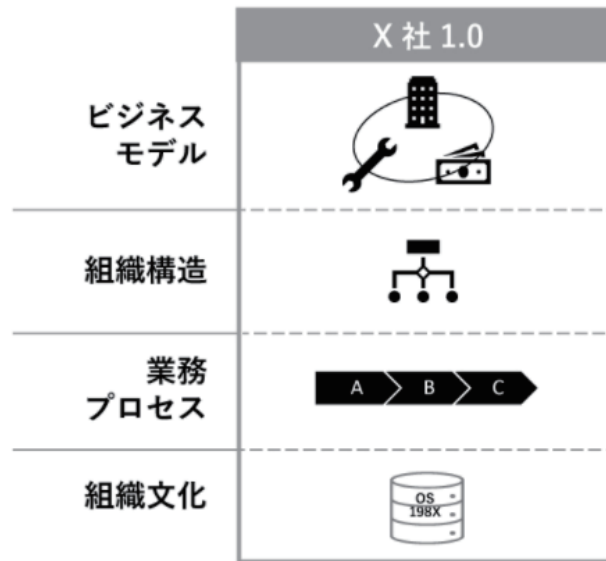 X 社 1.0
ビジネス
モデル
組織構造
業務
プロセス
A B C
組織文化
OS
198X